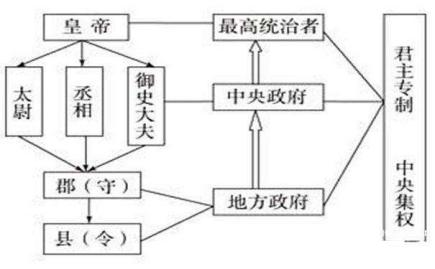 皇帝
最高统治者
太尉
丞相
御史大夫
中央政府
郡（守）
地方政府
县（令）
君主专制 中央集权